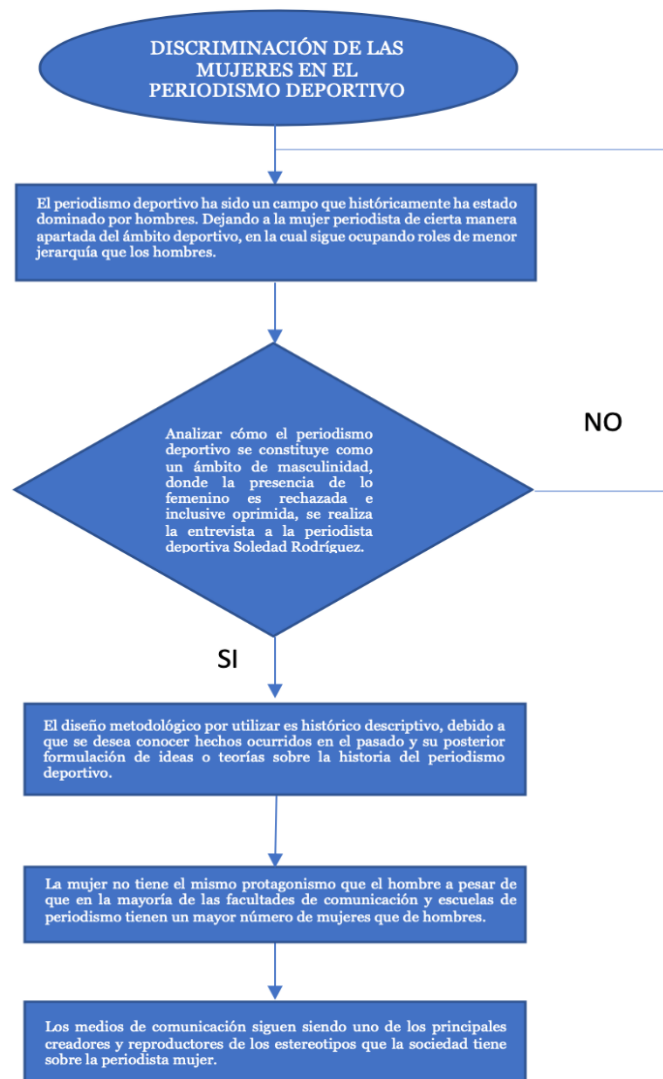 DISCRIMINACIÓN DE LAS
MUJERES EN EL
PERIODISMO DEPORTIVO
El periodismo deportivo ha sido un campo que históricamente ha estado
dominado por hombres. Dejando a la mujer periodista de cierta manera
apartada del ámbito deportivo, en la cual sigue ocupando roles de menor
jerarquía que los hombres.
Analizar cómo el periodismo
deportivo se constituye como
un ámbito de masculinidad,
donde la presencia de lo
femenino es rechazada e
inclusive oprimida, se realiza
la entrevista a la periodista
deportiva Soledad Rodríguez.
NO
SI
El diseño metodológico por utilizar es histórico descriptivo, debido a
que se desea conocer hechos ocurridos en el pasado y su posterior
formulación de ideas o teorías sobre la historia del periodismo
deportivo.
La mujer no tiene el mismo protagonismo que el hombre a pesar de
que en la mayoría de las facultades de comunicación y escuelas de
periodismo tienen un mayor número de mujeres que de hombres.
Los medios de comunicación siguen siendo uno de los principales
creadores y reproductores de los estereotipos que la sociedad tiene
sobre la periodista mujer.